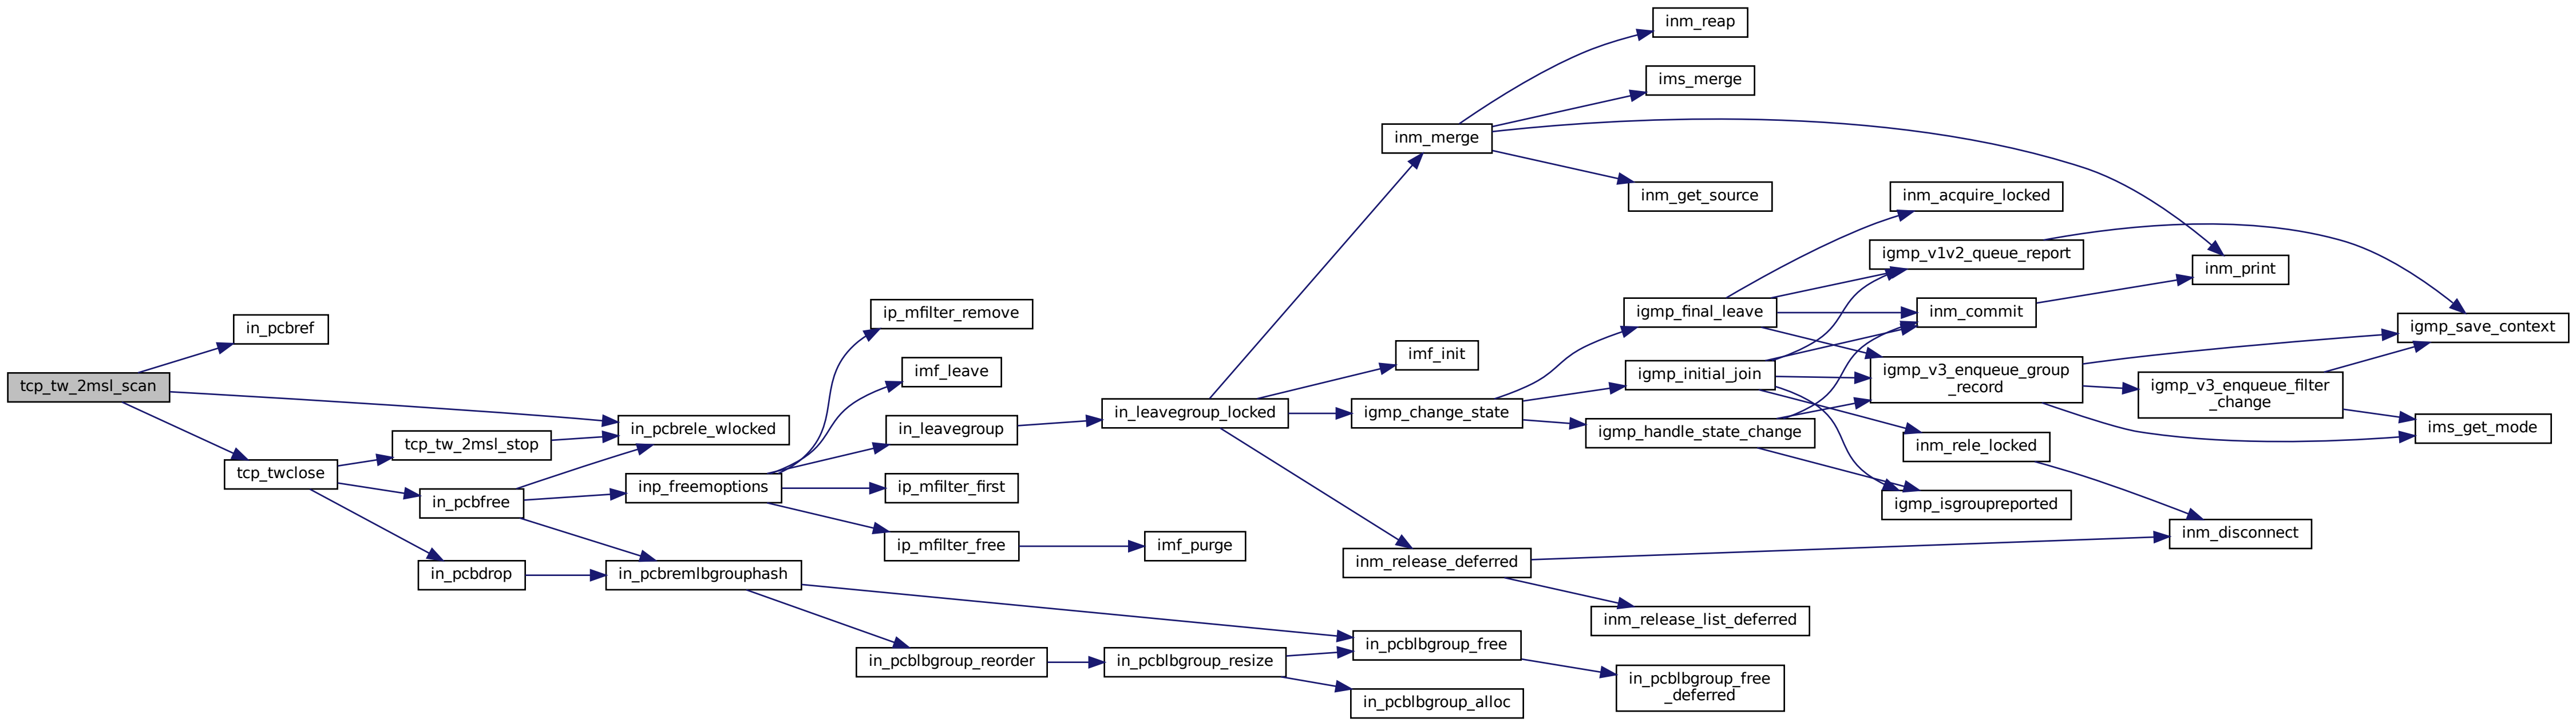 tcp_tw_2msl_scan
in_pcbref
tcp_twclose
tcp_tw_2msl_stop
in_pcbfree
in_pcbdrop
in_pcbrele_wlocked
inp_freemoptions
in_pcbremlbgrouphash
ip_mfilter_remove
imf_leave
in_leavegroup
ip_mfilter_first
ip_mfilter_free
in_pcblbgroup_reorder
in_leavegroup_locked
imf_purge
in_pcblbgroup_resize
inm_merge
imf_init
igmp_change_state
inm_release_deferred
in_pcblbgroup_free
in_pcblbgroup_alloc
inm_reap
ims_merge
inm_get_source
igmp_final_leave
igmp_initial_join
igmp_handle_state_change
inm_release_list_deferred
in_pcblbgroup_free
_deferred
inm_acquire_locked
igmp_v1v2_queue_report
inm_commit
igmp_v3_enqueue_group
_record
inm_rele_locked
igmp_isgroupreported
inm_print
igmp_v3_enqueue_filter
_change
inm_disconnect
igmp_save_context
ims_get_mode